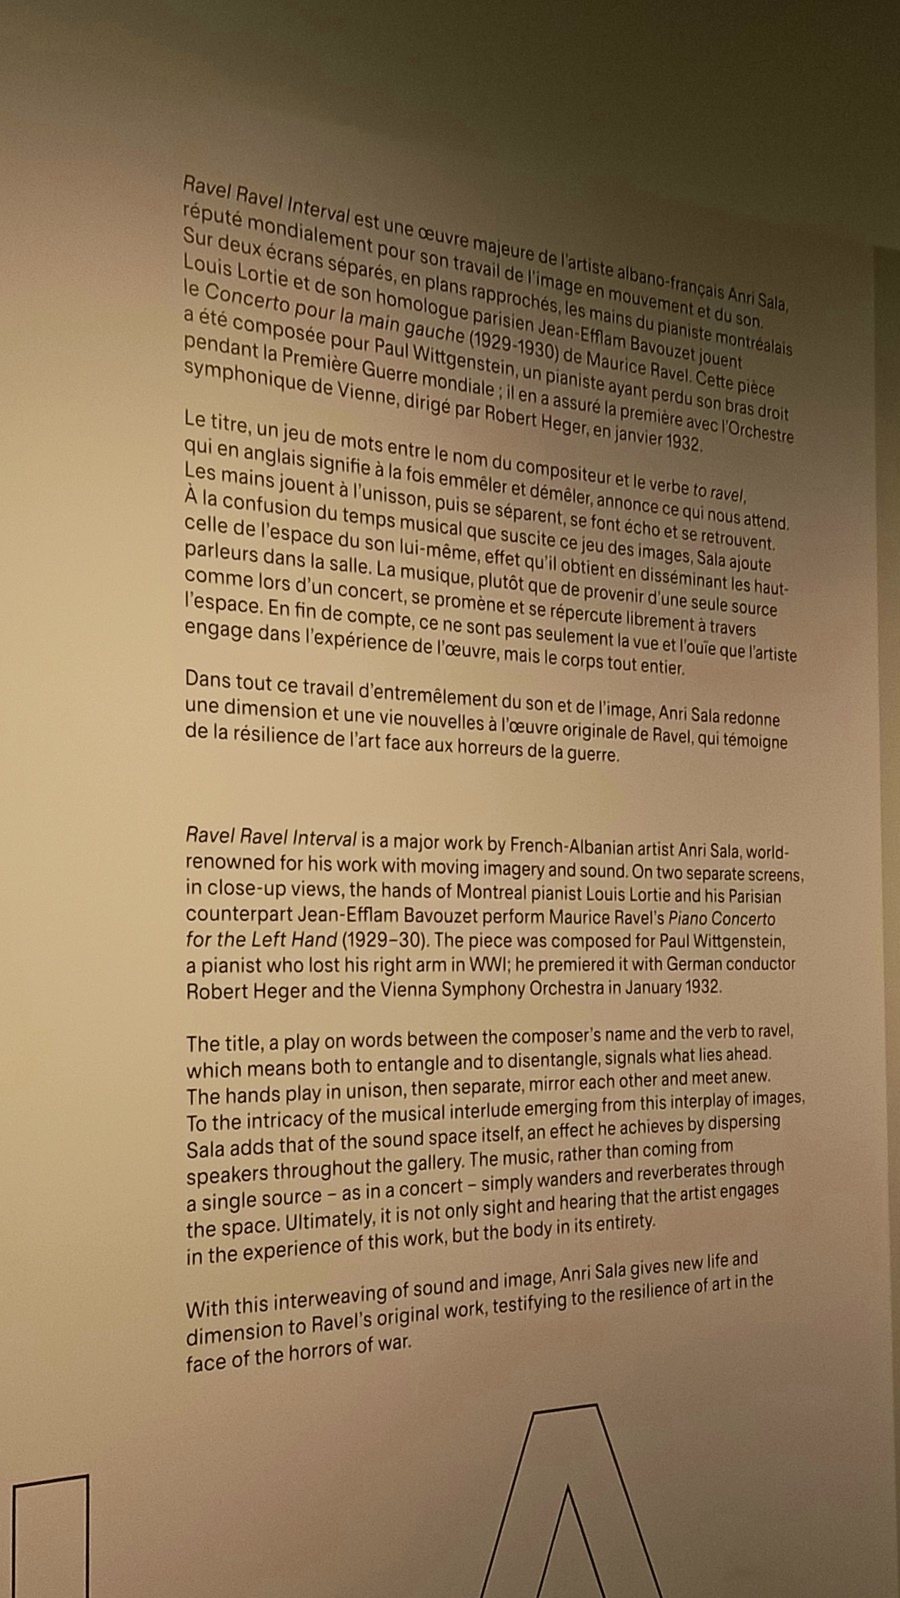 Ravel Ravel Interval est une œuvre majeure de l'artiste albano-français Anri Sala,
réputé mondialement pour son travail de l'image en mouvement et du son.
Sur deux écrans séparés, en plans rapprochés, les mains du pianiste montréalais
Louis Lortie et de son homologue parisien Jean-Efflam Bavouzet jouent
le Concerto pour la main gauche (1929-1930) de Maurice Ravel. Cette pièce
a été composée pour Paul Wittgenstein, un pianiste ayant perdu son bras droit
pendant la Première Guerre mondiale ; il en a assuré la première avec l'Orchestre
symphonique de Vienne, dirigé par Robert Heger, en janvier 1932.
Le titre, un jeu de mots entre le nom du compositeur et le verbe to ravel,
qui en anglais signifie à la fois emmêler et démêler, annonce ce qui nous attend.
Les mains jouent à l'unisson, puis se séparent, se font écho et se retrouvent.
À la confusion du temps musical que suscite ce jeu des images, Sala ajoute
celle de l'espace du son lui-même, effet qu'il obtient en disséminant les haut-
parleurs dans la salle. La musique, plutôt que de provenir d'une seule source
comme lors d'un concert, se promène et se répercute librement à travers
l'espace. En fin de compte, ce ne sont pas seulement la vue et l'ouïe que l'artiste
engage dans l'expérience de l'œuvre, mais le corps tout entier.
Dans tout ce travail d'entremêlement du son et de l'image, Anri Sala redonne
une dimension et une vie nouvelles à l'œuvre originale de Ravel, qui témoigne
de la résilience de l'art face aux horreurs de la guerre.
Ravel Ravel Interval is a major work by French-Albanian artist Anri Sala, world-
renowned for his work with moving imagery and sound. On two separate screens,
in close-up views, the hands of Montreal pianist Louis Lortie and his Parisian
counterpart Jean-Efflam Bavouzet perform Maurice Ravel's Piano Concerto
for the Left Hand (1929–30). The piece was composed for Paul Wittgenstein,
a pianist who lost his right arm in WWI; he premiered it with German conductor
Robert Heger and the Vienna Symphony Orchestra in January 1932.
The title, a play on words between the composer's name and the verb to ravel,
which means both to entangle and to disentangle, signals what lies ahead.
The hands play in unison, then separate, mirror each other and meet anew.
To the intricacy of the musical interlude emerging from this interplay of images,
Sala adds that of the sound space itself, an effect he achieves by dispersing
speakers throughout the gallery. The music, rather than coming from
a single source – as in a concert – simply wanders and reverberates through
the space. Ultimately, it is not only sight and hearing that the artist engages
in the experience of this work, but the body in its entirety.
With this interweaving of sound and image, Anri Sala gives new life and
dimension to Ravel's original work, testifying to the resilience of art in the
face of the horrors of war.